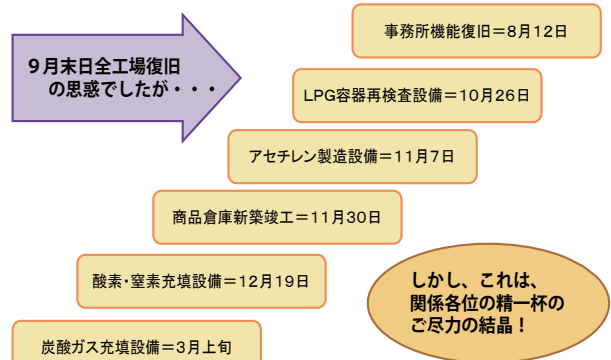 9月末日全工場復旧
の思惑でしたが・・・
事務所機能復旧＝8月12日
LPG容器再検査設備＝10月26日
アセチレン製造設備＝11月7日
商品倉庫新築竣工＝11月30日
酸素・窒素充填設備＝12月19日
炭酸ガス充填設備＝3月上旬
しかし、これは、
関係各位の精一杯の
ご尽力の結晶！